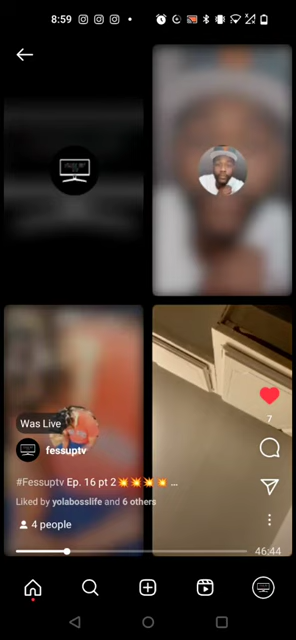 8:59
Was Live
fessuptv
#Fessuptv Ep. 16 pt 2💥💥💥💥 ...
Liked by yolabosslife and 6 others
4 people
7
46:44